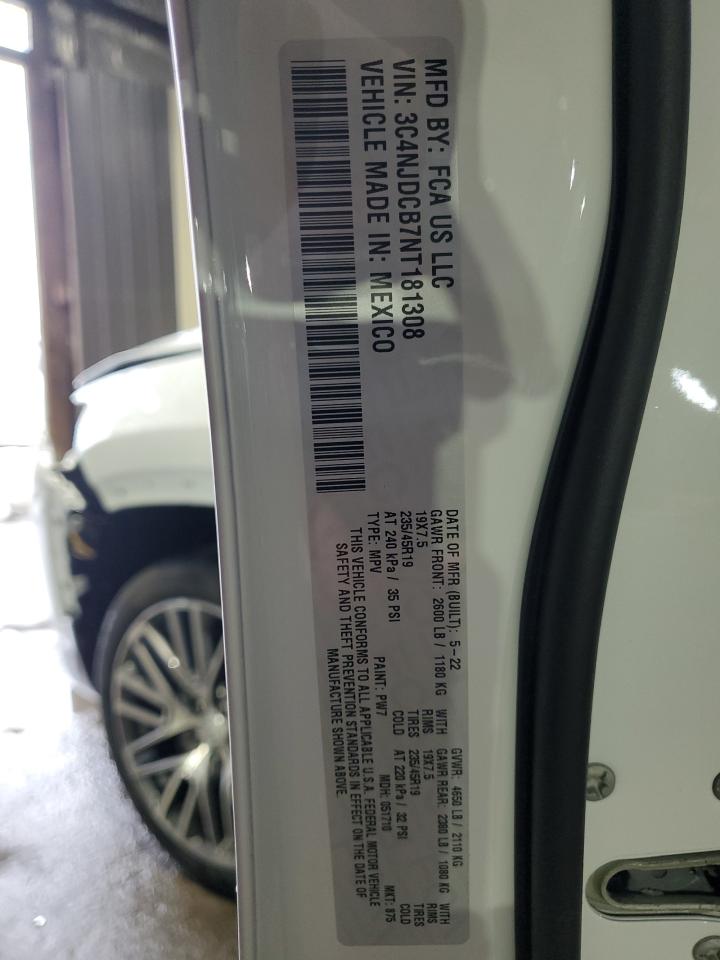 MFD BY: FCA US LLC
VIN: 3C4NJDCB7NT181308
VEHICLE MADE IN: MEXICO
DATE OF MFR (BUILT): 5-22 GVWR: 4650 LB / 2110 KG
GAWR FRONT: 2600 LB / 1180 KG WITH GAWR REAR: 2380 LB / 1080 KG WITH
19X7.5 RIMS 19X7.5 RIMS
235/45R19 TIRES 235/45R19 TIRES
AT 240 kPa / 35 PSI COLD AT 220 kPa / 32 PSI COLD
TYPE: MPV PAINT: PW7 MDH: 051710 MKT: 875
THIS VEHICLE CONFORMS TO ALL APPLICABLE U.S.A. FEDERAL MOTOR VEHICLE
SAFETY AND THEFT PREVENTION STANDARDS IN EFFECT ON THE DATE OF
MANUFACTURE SHOWN ABOVE.